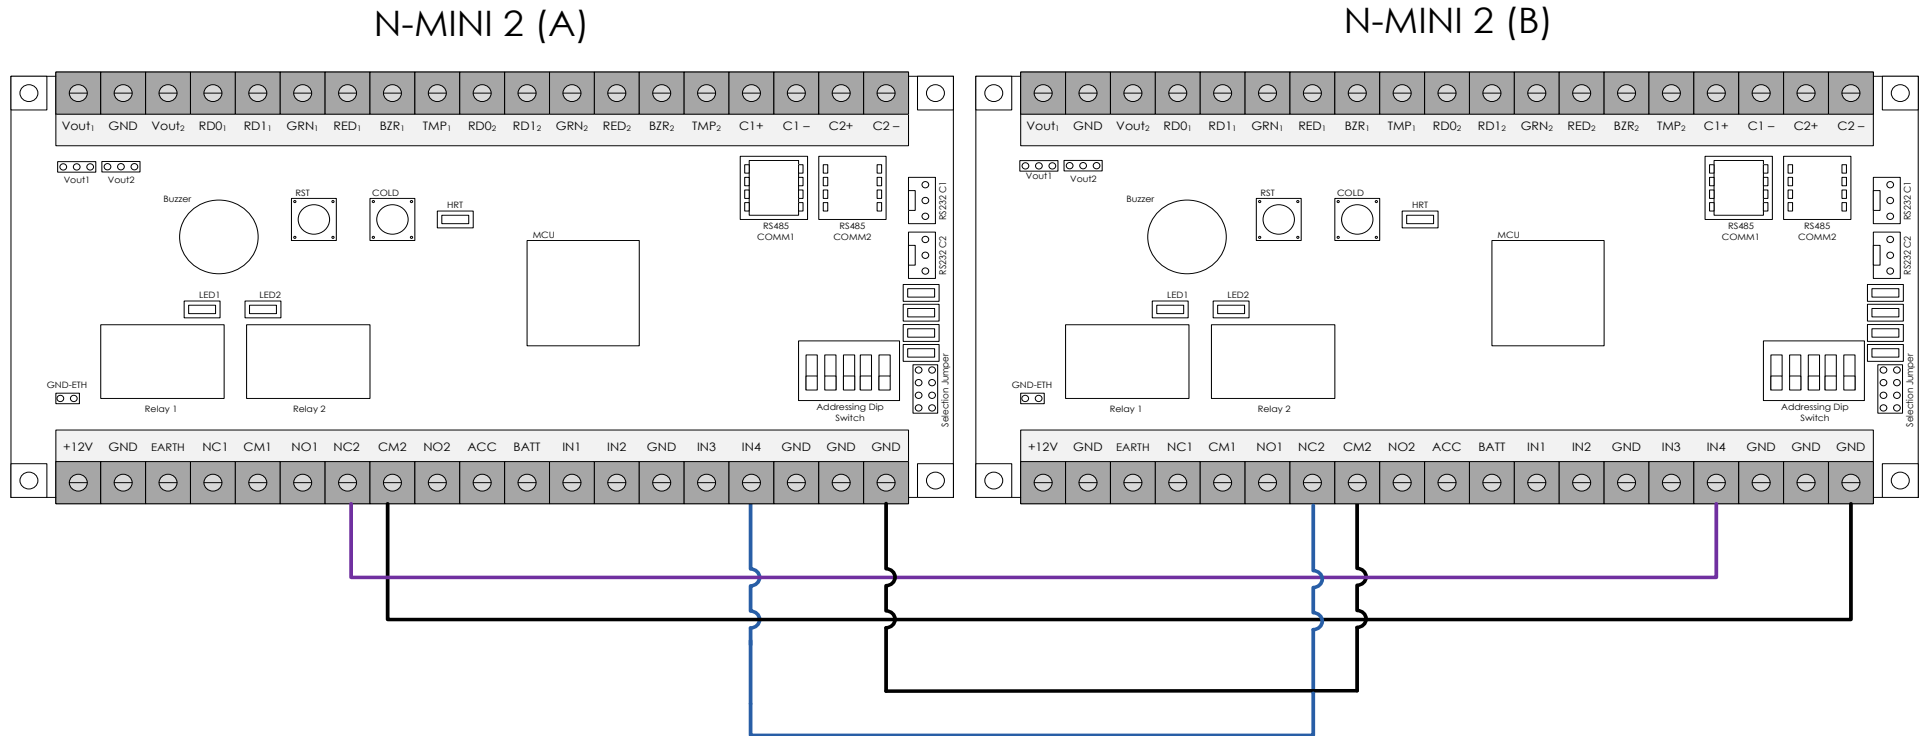 N-MINI 2 (A)
N-MINI 2 (B)
Vout₁ GND Vout₂ RD0₁ RD1₁ GRN₁ RED₁ BZR₁ TMP₁ RD0₂ RD1₂ GRN₂ RED₂ BZR₂ TMP₂ C1+ C1 – C2+ C2 –
Vout1 Vout2
Buzzer
RST
COLD
HRT
MCU
RS485
COMM1
RS485
COMM2
RS232 C1
RS232 C2
LED1 LED2
GND-ETH
Relay 1
Relay 2
Addressing Dip
Switch
Selection Jumper
+12V GND EARTH NC1 CM1 NO1 NC2 CM2 NO2 ACC BATT IN1 IN2 GND IN3 IN4 GND GND GND
Vout₁ GND Vout₂ RD0₁ RD1₁ GRN₁ RED₁ BZR₁ TMP₁ RD0₂ RD1₂ GRN₂ RED₂ BZR₂ TMP₂ C1+ C1 – C2+ C2 –
Vout1 Vout2
Buzzer
RST
COLD
HRT
MCU
RS485
COMM1
RS485
COMM2
RS232 C1
RS232 C2
LED1 LED2
GND-ETH
Relay 1
Relay 2
Addressing Dip
Switch
Selection Jumper
+12V GND EARTH NC1 CM1 NO1 NC2 CM2 NO2 ACC BATT IN1 IN2 GND IN3 IN4 GND GND GND